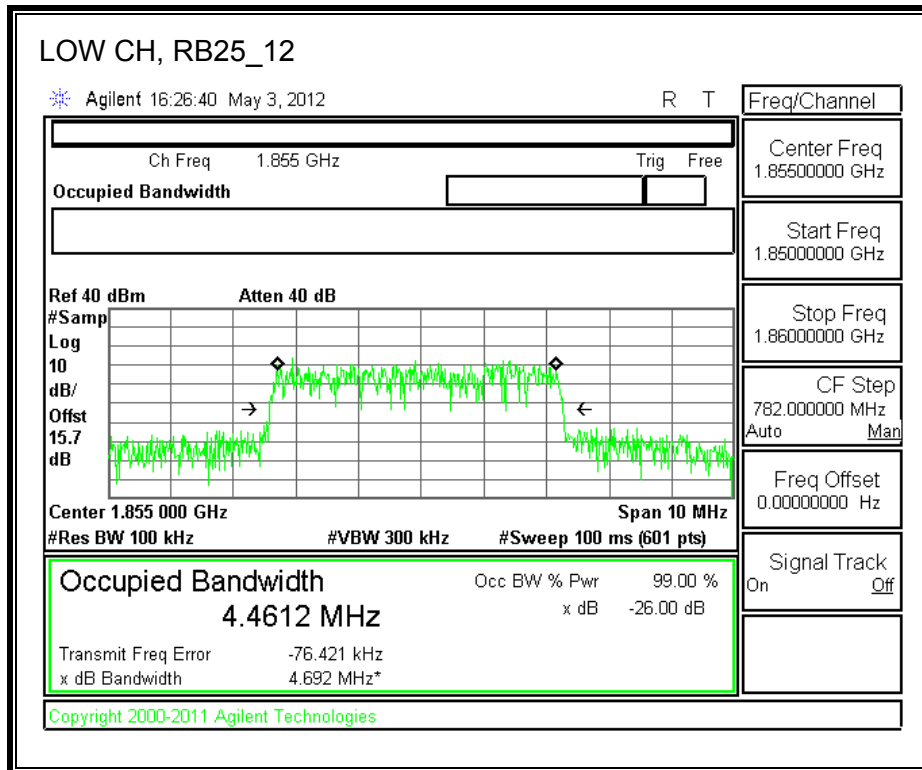 LOW CH, RB25_12
Agilent 16:26:40 May 3, 2012 R T
Freq/Channel
Ch Freq 1.855 GHz Trig Free
Occupied Bandwidth
Center Freq
1.85500000 GHz
Start Freq
1.85000000 GHz
Stop Freq
1.86000000 GHz
CF Step
782.000000 MHz
Auto Man
Freq Offset
0.00000000 Hz
Signal Track
On Off
Ref 40 dBm Atten 40 dB
#Samp
Log
10
dB/
Offst
15.7
dB
Center 1.855 000 GHz Span 10 MHz
#Res BW 100 kHz #VBW 300 kHz #Sweep 100 ms (601 pts)
Occupied Bandwidth Occ BW % Pwr 99.00 %
4.4612 MHz x dB -26.00 dB
Transmit Freq Error -76.421 kHz
x dB Bandwidth 4.692 MHz*
Copyright 2000-2011 Agilent Technologies